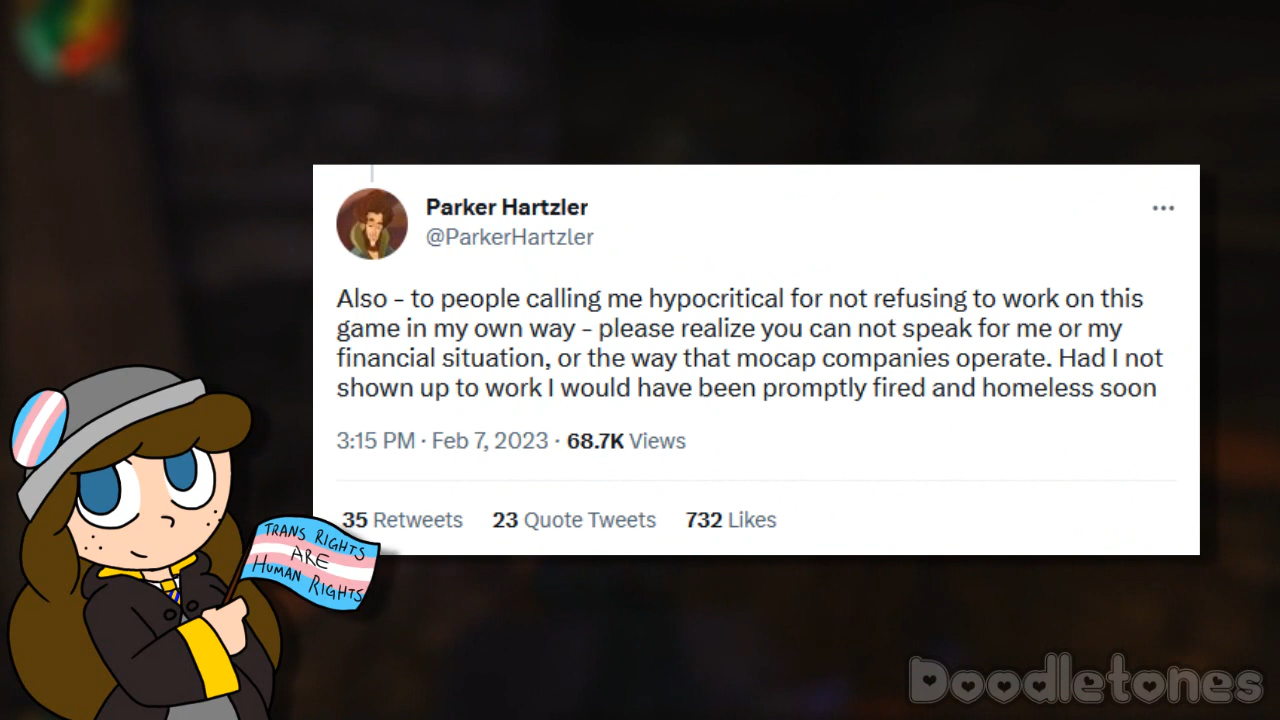 Parker Hartzler
@ParkerHartzler
Also - to people calling me hypocritical for not refusing to work on this
game in my own way - please realize you can not speak for me or my
financial situation, or the way that mocap companies operate. Had I not
shown up to work I would have been promptly fired and homeless soon
3:15 PM · Feb 7, 2023 · 68.7K Views
35 Retweets 23 Quote Tweets 732 Likes
TRANS RIGHTS
ARE
HUMAN RIGHTS
Doodletones